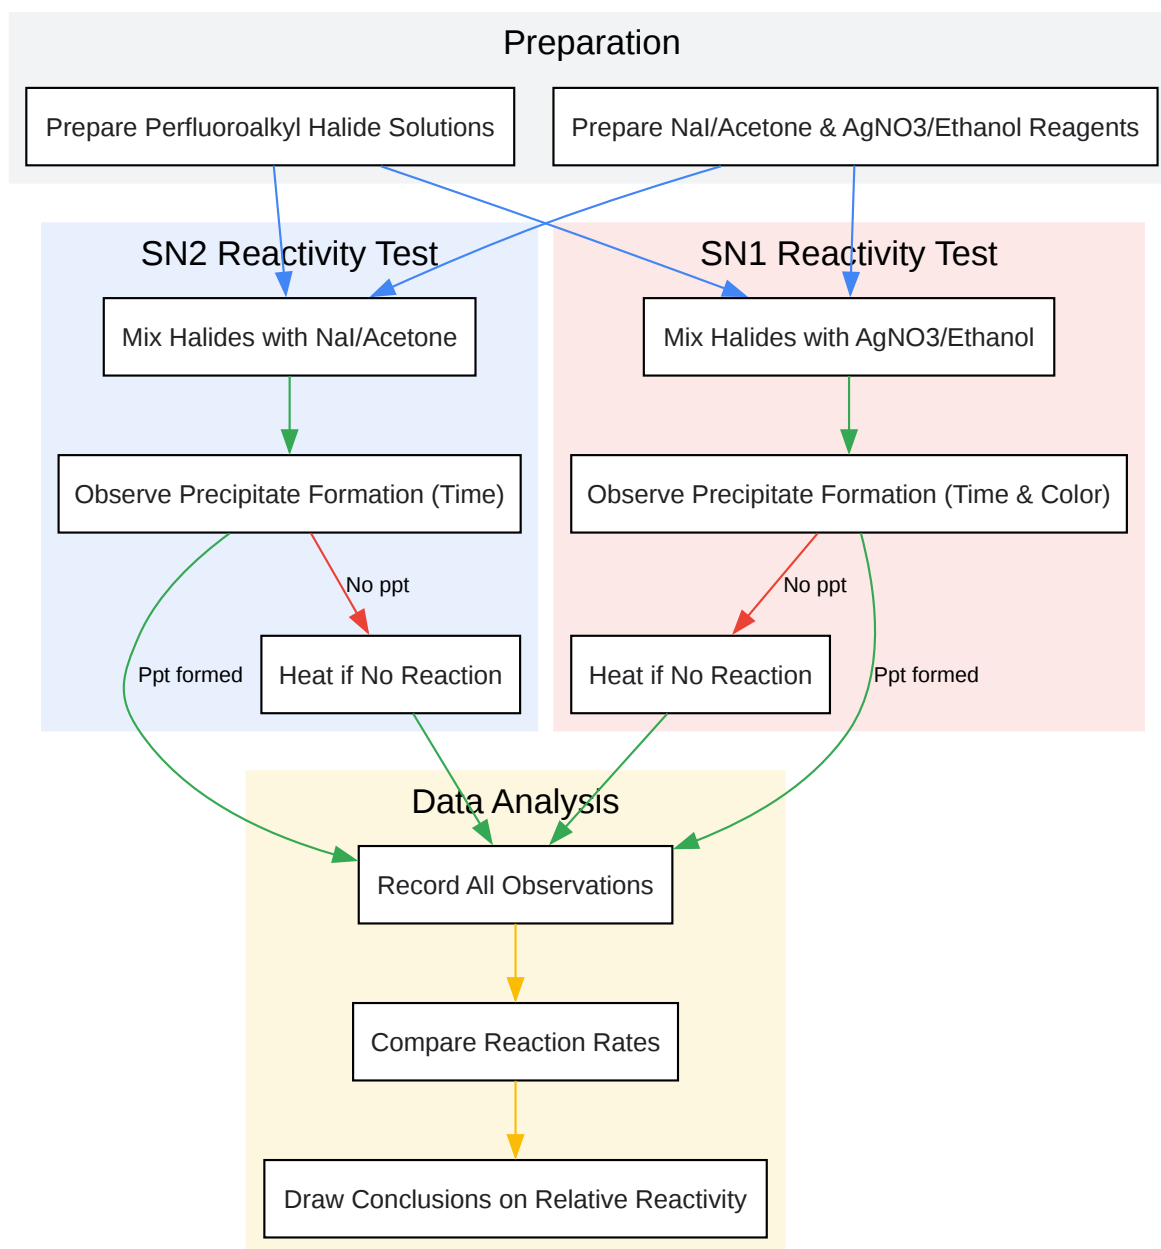 Preparation
Prepare Perfluoroalkyl Halide Solutions
Prepare NaI/Acetone & AgNO3/Ethanol Reagents
SN2 Reactivity Test
SN1 Reactivity Test
Mix Halides with NaI/Acetone
Mix Halides with AgNO3/Ethanol
Observe Precipitate Formation (Time)
Observe Precipitate Formation (Time & Color)
No ppt
No ppt
Ppt formed
Heat if No Reaction
Heat if No Reaction
Ppt formed
Data Analysis
Record All Observations
Compare Reaction Rates
Draw Conclusions on Relative Reactivity